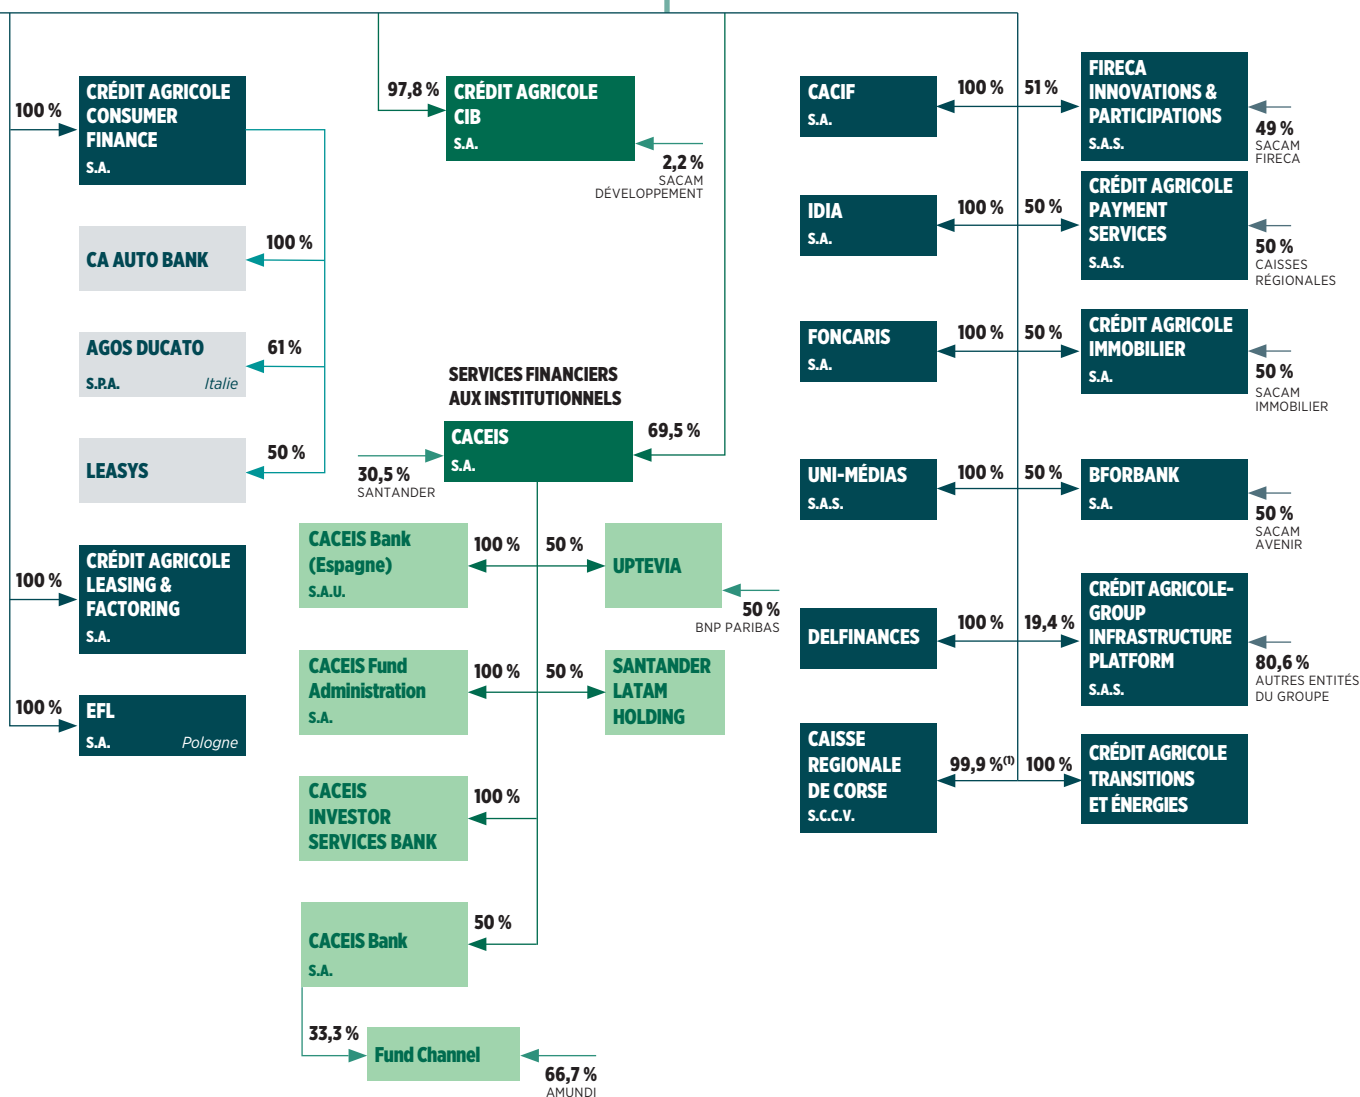 100 %
CRÉDIT AGRICOLE
CONSUMER
FINANCE
S.A.
100 %
CA AUTO BANK
61 %
AGOS DUCATO
S.P.A. Italie
50 %
LEASYS
100 %
CRÉDIT AGRICOLE
LEASING &
FACTORING
S.A.
100 %
EFL
S.A. Pologne
97,8 %
CRÉDIT AGRICOLE
CIB
S.A.
2,2 %
SACAM
DÉVELOPPEMENT
SERVICES FINANCIERS
AUX INSTITUTIONNELS
CACEIS
S.A.
69,5 %
30,5 %
SANTANDER
CACEIS Bank
(Espagne)
S.A.U.
100 %
50 %
UPTEVIA
50 %
BNP PARIBAS
CACEIS Fund
Administration
S.A.
100 %
50 %
SANTANDER
LATAM
HOLDING
CACEIS
INVESTOR
SERVICES BANK
100 %
CACEIS Bank
S.A.
50 %
33,3 %
Fund Channel
66,7 %
AMUNDI
CACIF
S.A.
100 %
51 %
FIRECA
INNOVATIONS &
PARTICIPATIONS
S.A.S.
49 %
SACAM
FIRECA
IDIA
S.A.
100 %
50 %
CRÉDIT AGRICOLE
PAYMENT
SERVICES
S.A.S.
50 %
CAISSES
RÉGIONALES
FONCARIS
S.A.
100 %
50 %
CRÉDIT AGRICOLE
IMMOBILIER
S.A.
50 %
SACAM
IMMOBILIER
UNI-MÉDIAS
S.A.S.
100 %
50 %
BFORBANK
S.A.
50 %
SACAM
AVENIR
DELFINANCES
100 %
19,4 %
CRÉDIT AGRICOLE-
GROUP
INFRASTRUCTURE
PLATFORM
S.A.S.
80,6 %
AUTRES ENTITÉS
DU GROUPE
CAISSE
REGIONALE
DE CORSE
S.C.C.V.
99,9 %(1)
100 %
CRÉDIT AGRICOLE
TRANSITIONS
ET ÉNERGIES